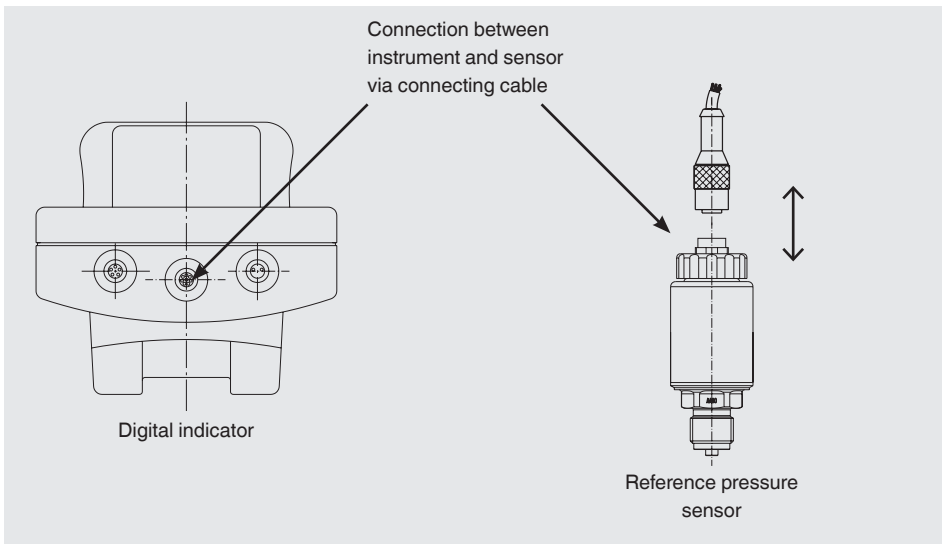 Connection between
instrument and sensor
via connecting cable
Digital indicator
Reference pressure
sensor